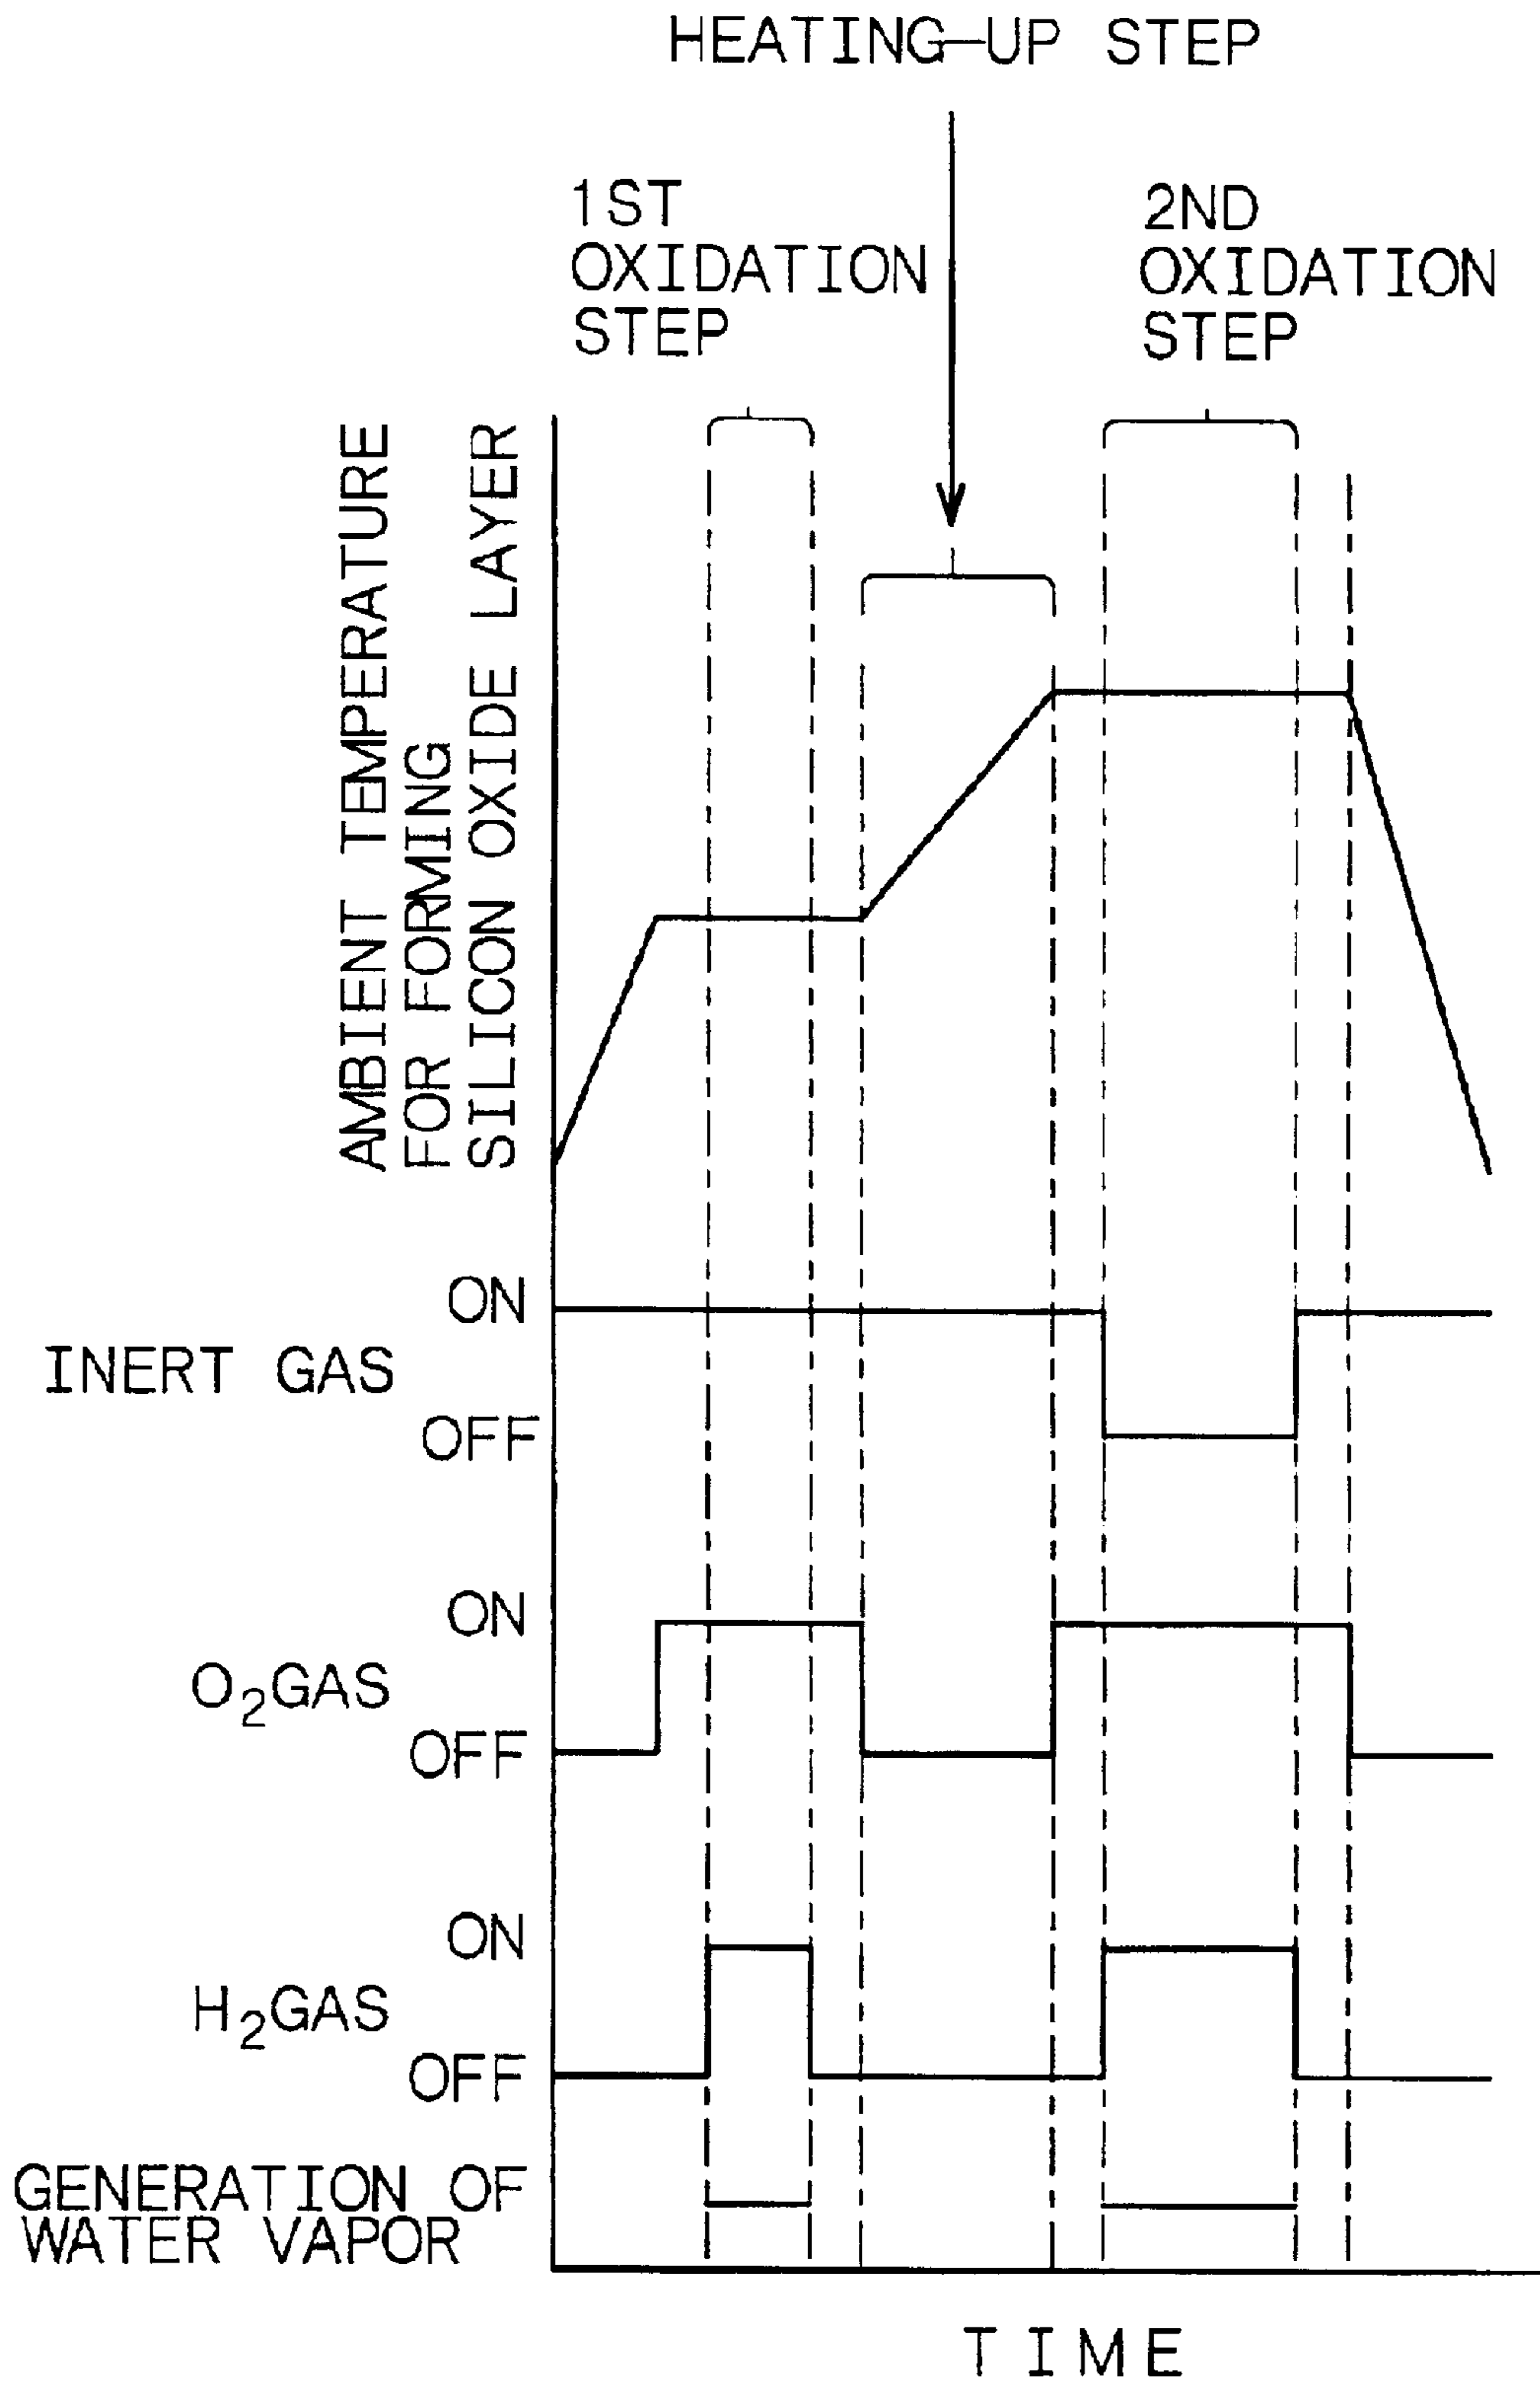 HEATING-UP STEP
1ST
OXIDATION
STEP
2ND
OXIDATION
STEP
AMBIENT TEMPERATURE
FOR FORMING
SILICON OXIDE LAYER
ON
INERT GAS
OFF
ON
O2GAS
OFF
ON
H2GAS
OFF
GENERATION OF
WATER VAPOR
TIME